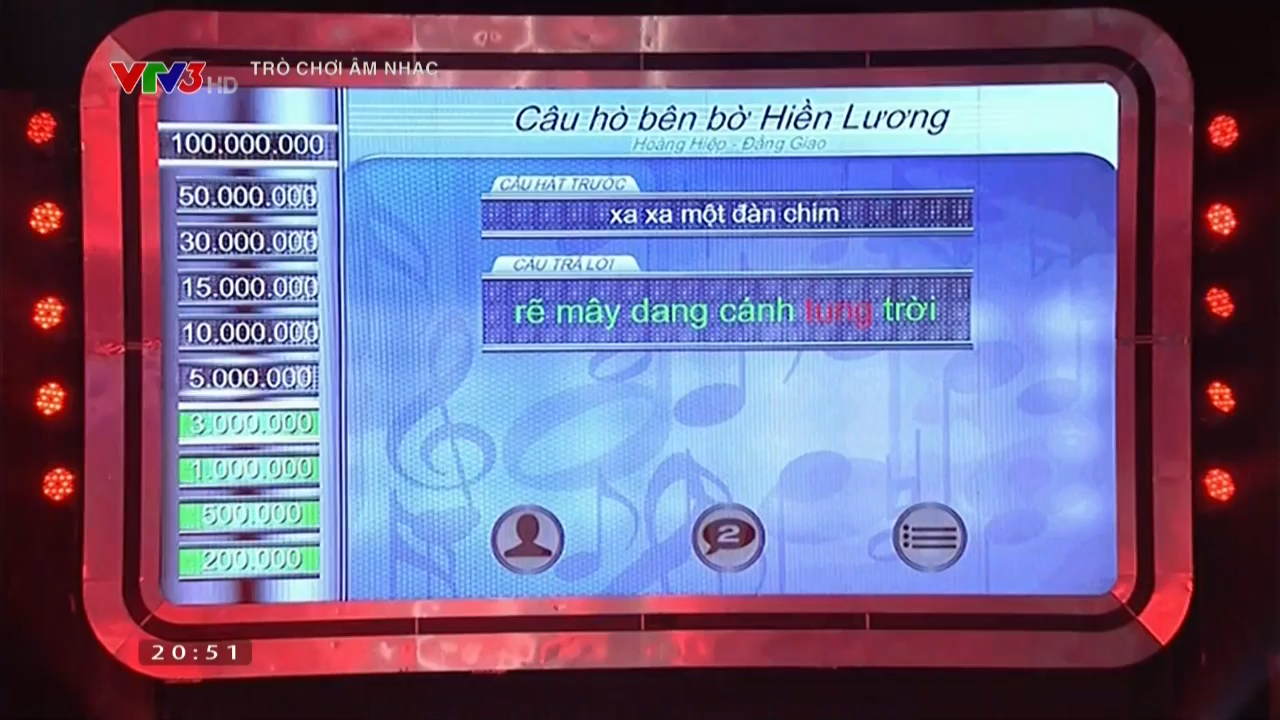 VTV3 HD
TRÒ CHƠI ÂM NHẠC
Câu hò bên bờ Hiền Lương
Hoàng Hiệp - Đằng Giao
100.000.000
50.000.000
30.000.000
15.000.000
10.000.000
5.000.000
3.000.000
1.000.000
500.000
200.000
CÂU HÁT TRƯỚC
xa xa một đàn chim
CÂU TRẢ LỜI
rẽ mây dang cánh tung trời
2
20:51